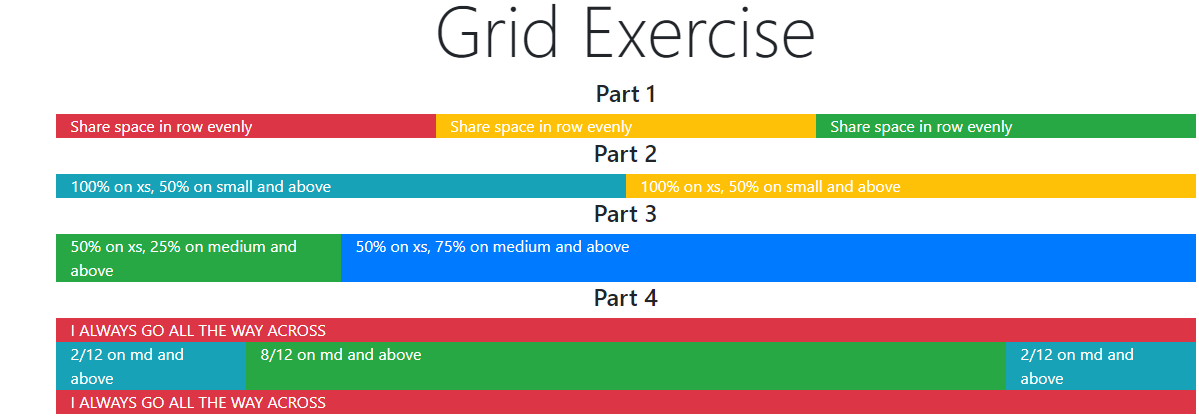 Grid Exercise
Part 1
Share space in row evenly
Share space in row evenly
Share space in row evenly
Part 2
100% on xs, 50% on small and above
100% on xs, 50% on small and above
Part 3
50% on xs, 25% on medium and
above
50% on xs, 75% on medium and above
Part 4
I ALWAYS GO ALL THE WAY ACROSS
2/12 on md and
above
8/12 on md and above
2/12 on md and
above
I ALWAYS GO ALL THE WAY ACROSS